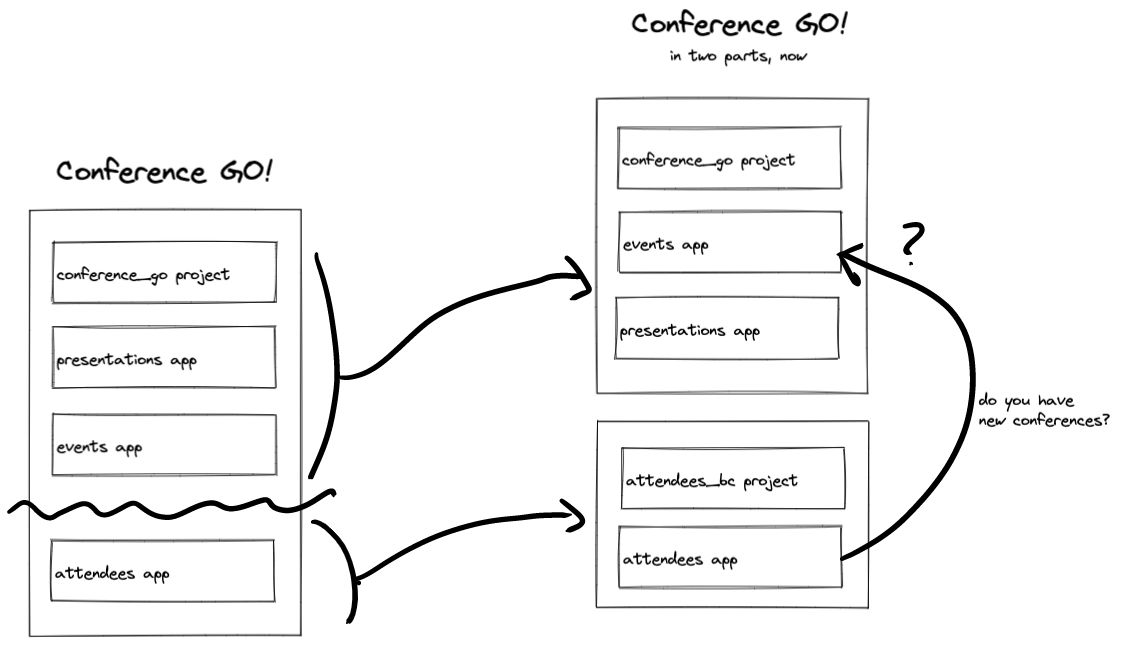 Conference GO!
conference_go project
presentations app
events app
attendees app
Conference GO!
in two parts, now
conference_go project
events app
?
presentations app
do you have
new conferences?
attendees_bc project
attendees app